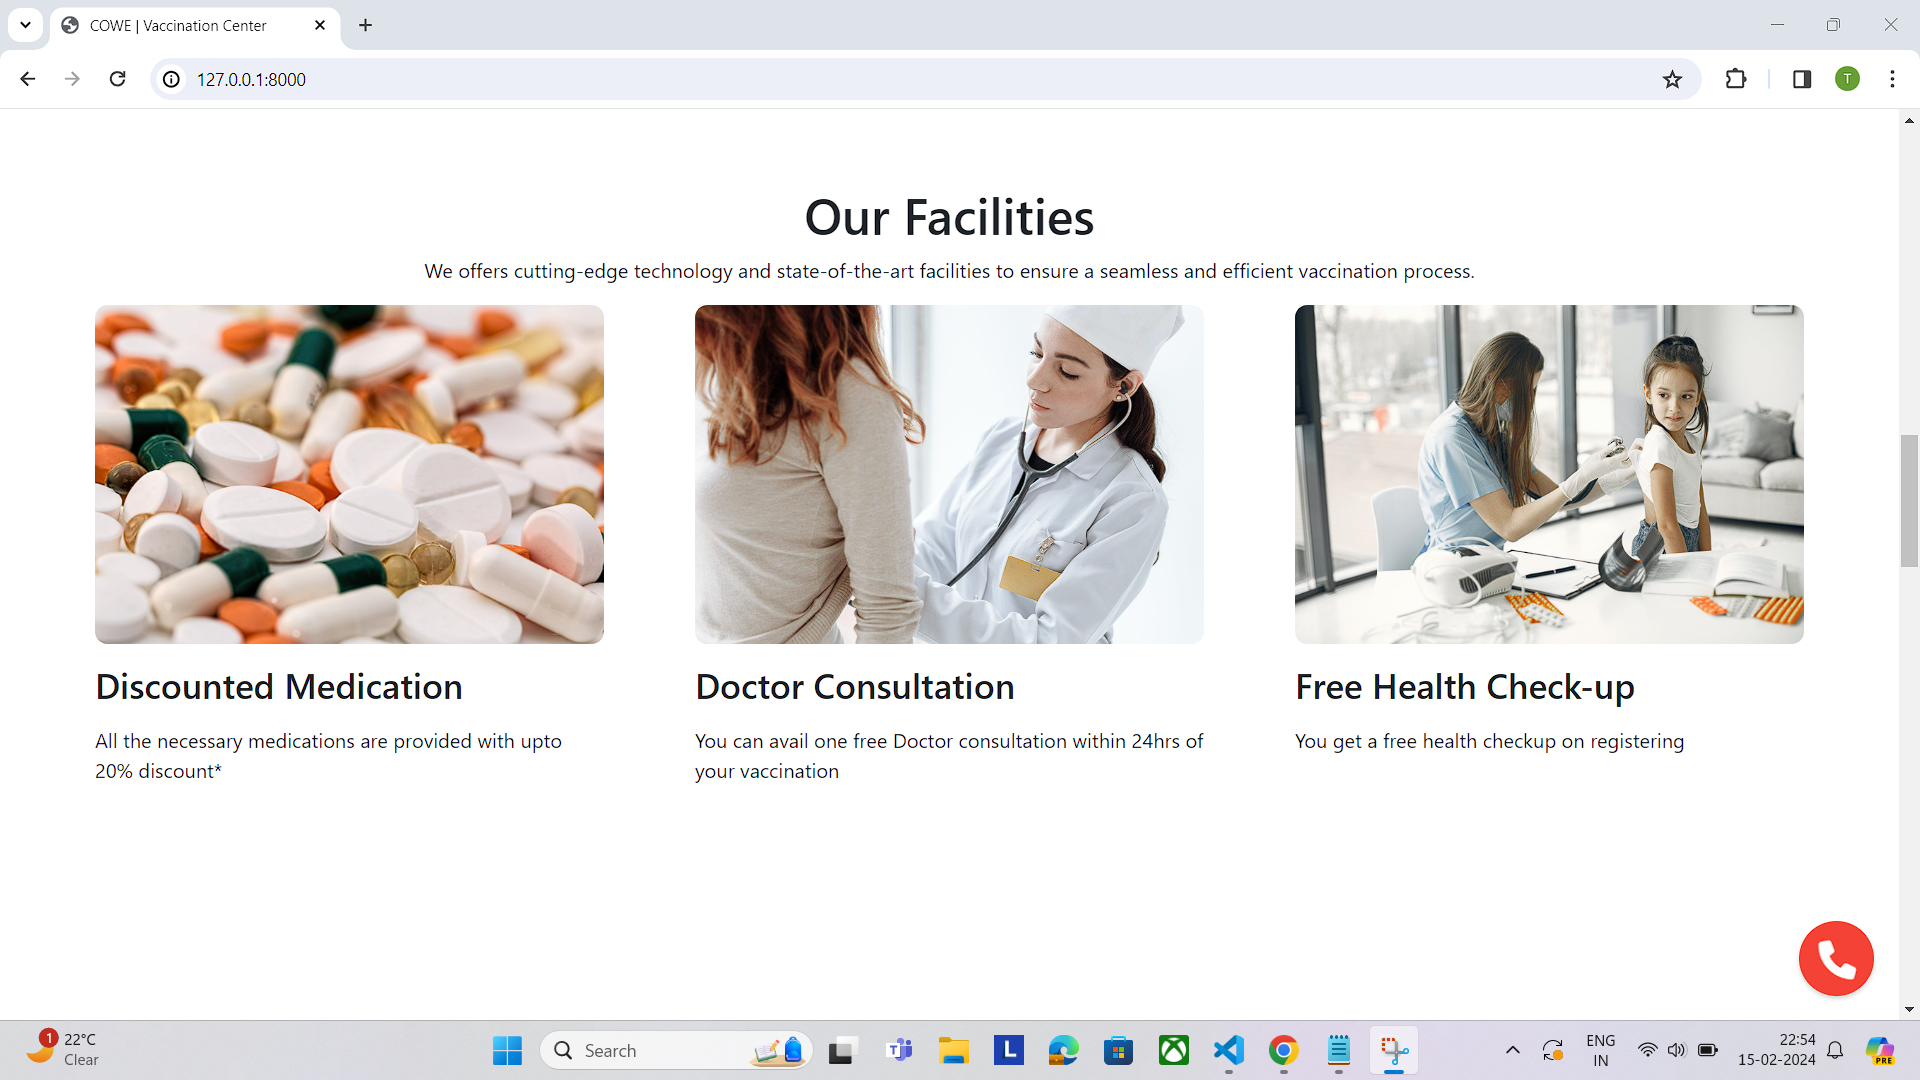 COWE | Vaccination Center
127.0.0.1:8000
T
Our Facilities
We offers cutting-edge technology and state-of-the-art facilities to ensure a seamless and efficient vaccination process.
Discounted Medication
All the necessary medications are provided with upto
20% discount*
Doctor Consultation
You can avail one free Doctor consultation within 24hrs of
your vaccination
Free Health Check-up
You get a free health checkup on registering
1
22°C
Clear
Search
L
ENG
IN
22:54
15-02-2024
PRE